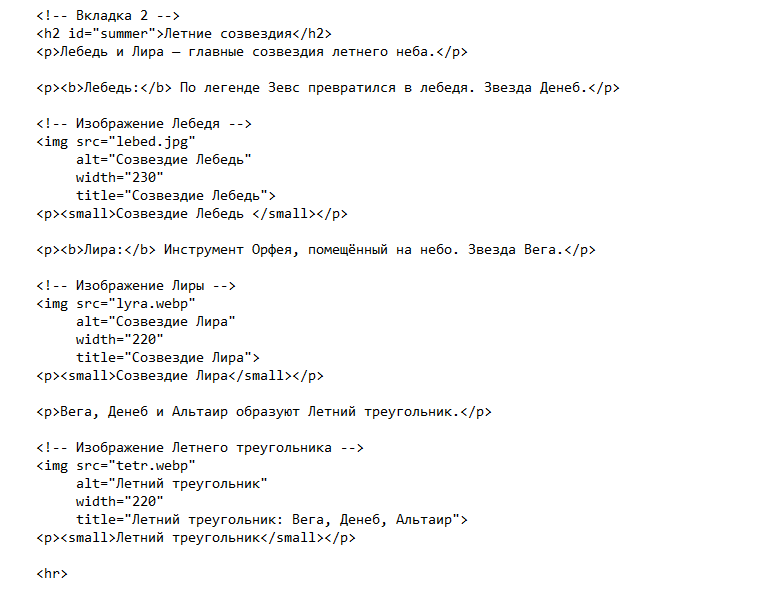 <!-- Вкладка 2 -->
<h2 id="summer">Летние созвездия</h2>
<p>Лебедь и Лира — главные созвездия летнего неба.</p>
<p><b>Лебедь:</b> По легенде Зевс превратился в лебедя. Звезда Денеб.</p>
<!-- Изображение Лебедя -->
<img src="lebed.jpg"
alt="Созвездие Лебедь"
width="230"
title="Созвездие Лебедь">
<p><small>Созвездие Лебедь </small></p>
<p><b>Лира:</b> Инструмент Орфея, помещённый на небо. Звезда Вега.</p>
<!-- Изображение Лиры -->
<img src="lyra.webp"
alt="Созвездие Лира"
width="220"
title="Созвездие Лира">
<p><small>Созвездие Лира</small></p>
<p>Вега, Денеб и Альтаир образуют Летний треугольник.</p>
<!-- Изображение Летнего треугольника -->
<img src="tetr.webp"
alt="Летний треугольник"
width="220"
title="Летний треугольник: Вега, Денеб, Альтаир">
<p><small>Летний треугольник</small></p>
<hr>